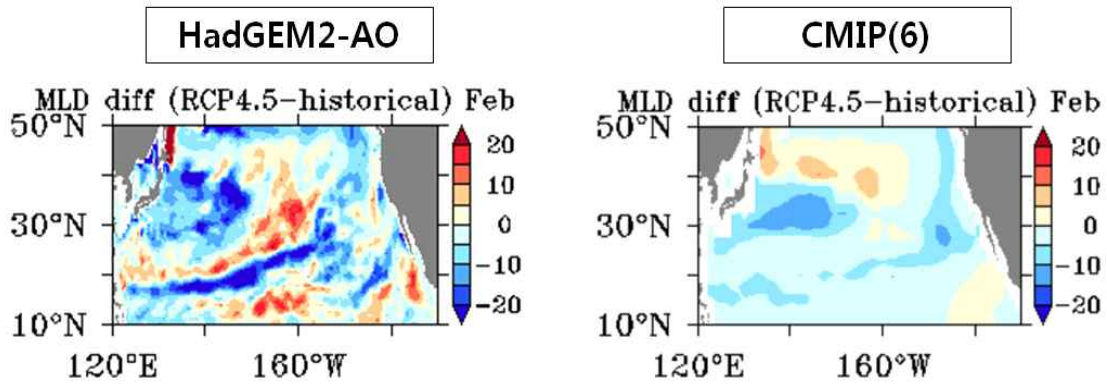 HadGEM2-AO
MLD diff (RCP4.5-historical) Feb
50°N
30°N
10°N
120°E
160°W
20
10
0
-10
-20
CMIP(6)
MLD diff (RCP4.5-historical) Feb
50°N
30°N
10°N
120°E
160°W
20
10
0
-10
-20